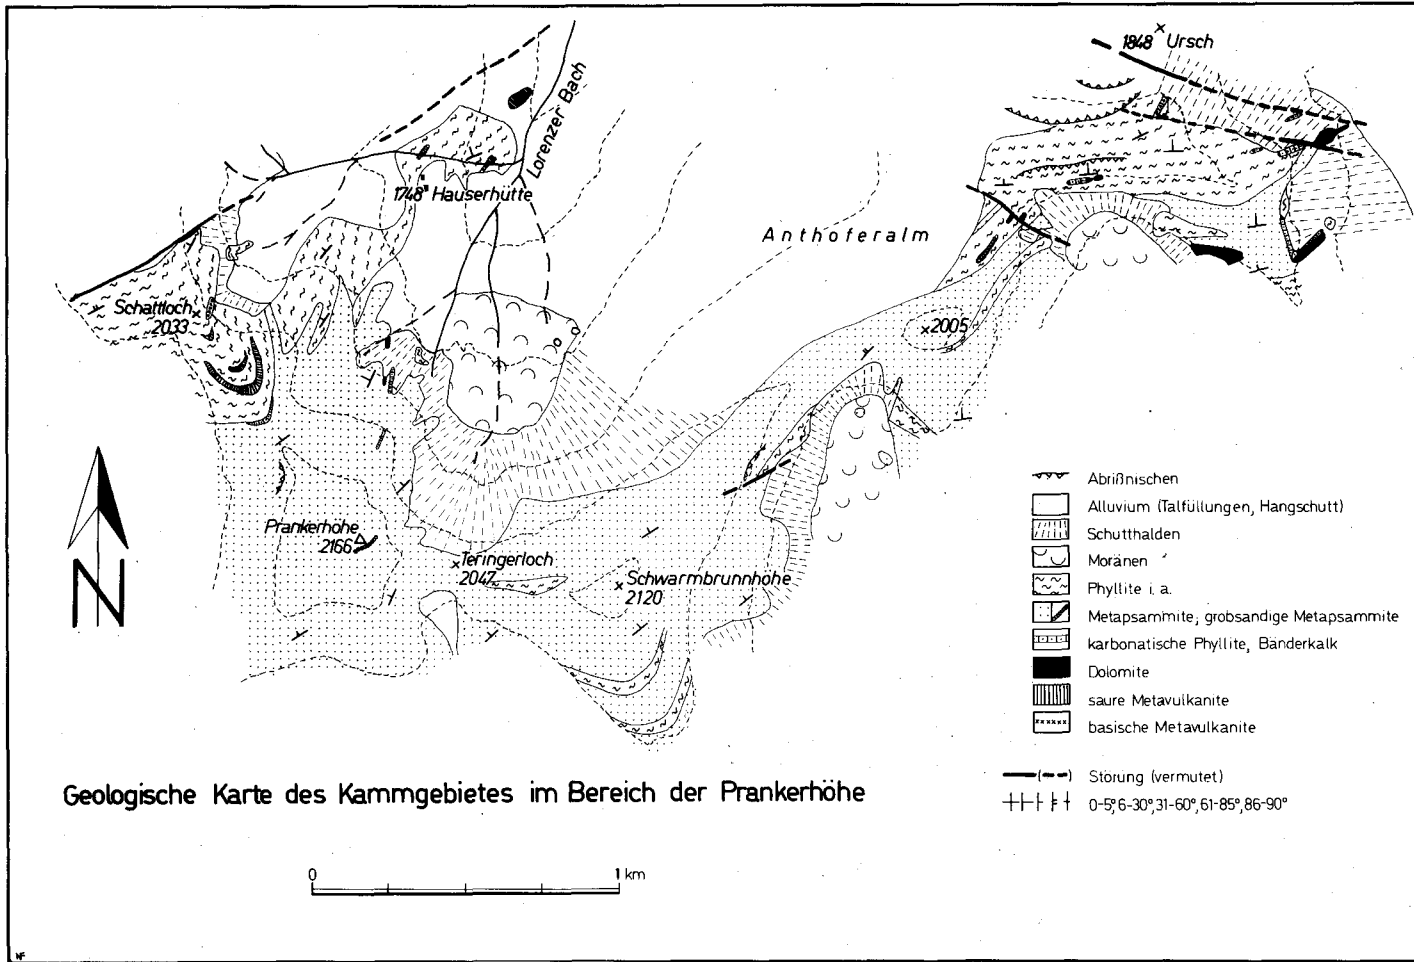 1848 × Ursch
Lorenzer Bach
1748 Hauserhütte
Anthoferalm
Schattloch
2033
×2005
Prankerhöhe
2166
Teringerloch
2047
Schwarmbrunnhöhe
2120
N
Abrißnischen
Alluvium (Talfüllungen, Hangschutt)
Schutthalden
Moränen
Phyllite i. a.
Metapsammite; grobsandige Metapsammite
karbonatische Phyllite, Bänderkalk
Dolomite
saure Metavulkanite
basische Metavulkanite
Störung (vermutet)
0-5°,6-30°,31-60°,61-85°,86-90°
Geologische Karte des Kammgebietes im Bereich der Prankerhöhe
0 1 km